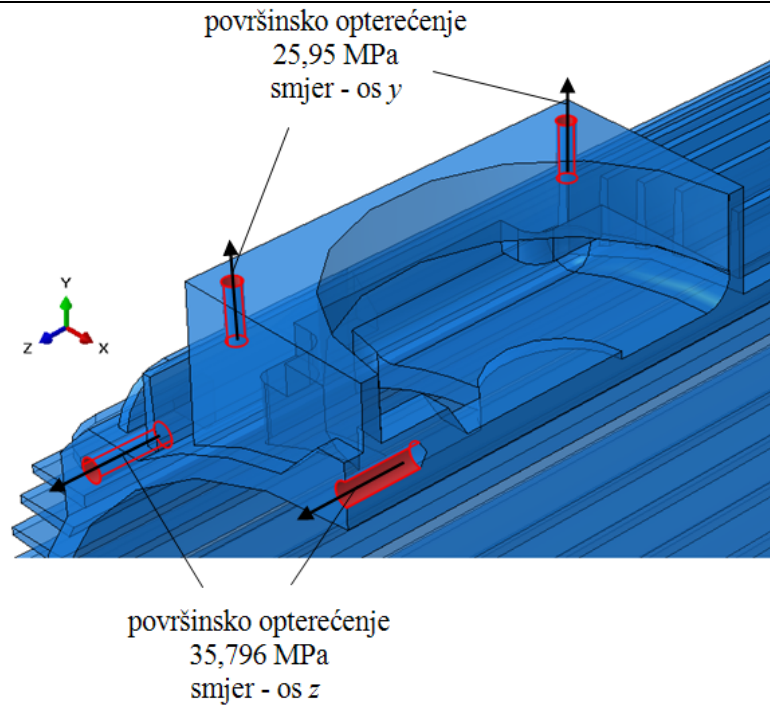 površinsko opterećenje
25,95 MPa
smjer - os y
Y
Z
X
površinsko opterećenje
35,796 MPa
smjer - os z